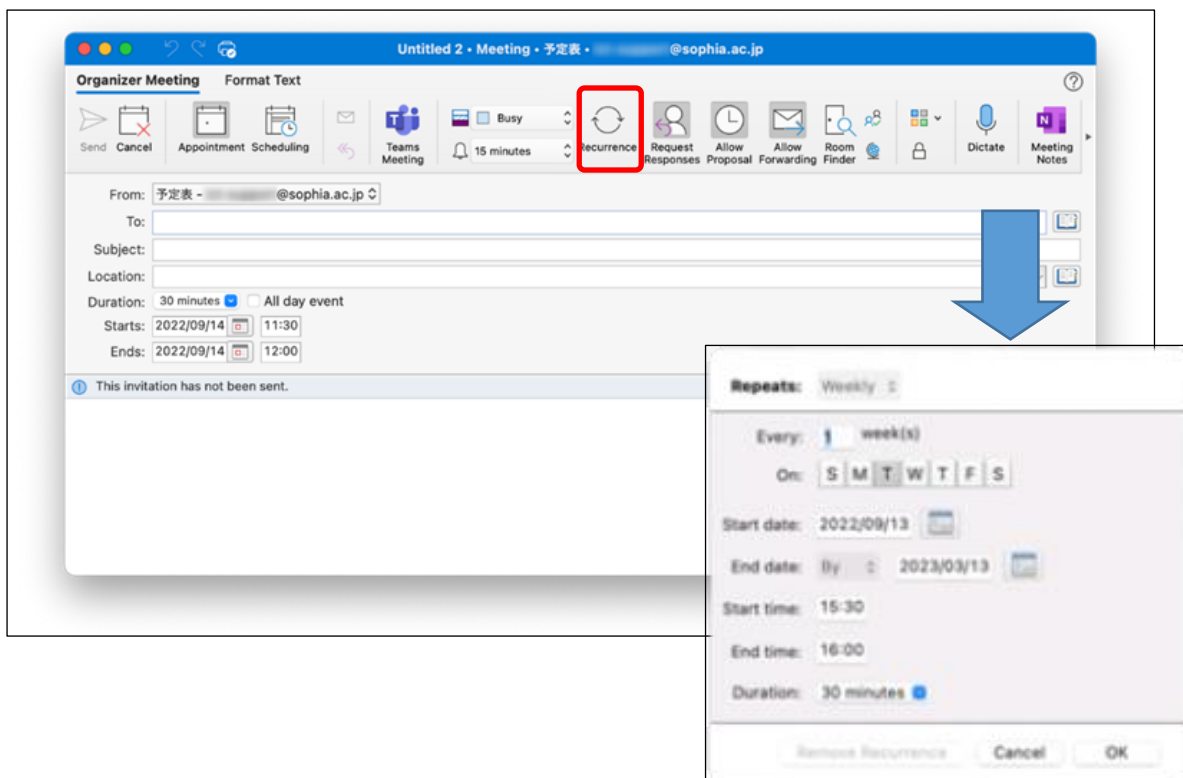 Untitled 2 • Meeting • 予定表 • @sophia.ac.jp
Organizer Meeting Format Text
Send Cancel Appointment Scheduling Teams Meeting Busy 15 minutes Recurrence Request Responses Allow Proposal Allow Forwarding Room Finder Dictate Meeting Notes
From: 予定表 - @sophia.ac.jp
To:
Subject:
Location:
Duration: 30 minutes All day event
Starts: 2022/09/14 11:30
Ends: 2022/09/14 12:00
This invitation has not been sent.
Repeats: Weekly
Every: 1 week(s)
On: S M T W T F S
Start date: 2022/09/13
End date: By 2023/03/13
Start time: 15:30
End time: 16:00
Duration: 30 minutes
Remove Recurrence Cancel OK